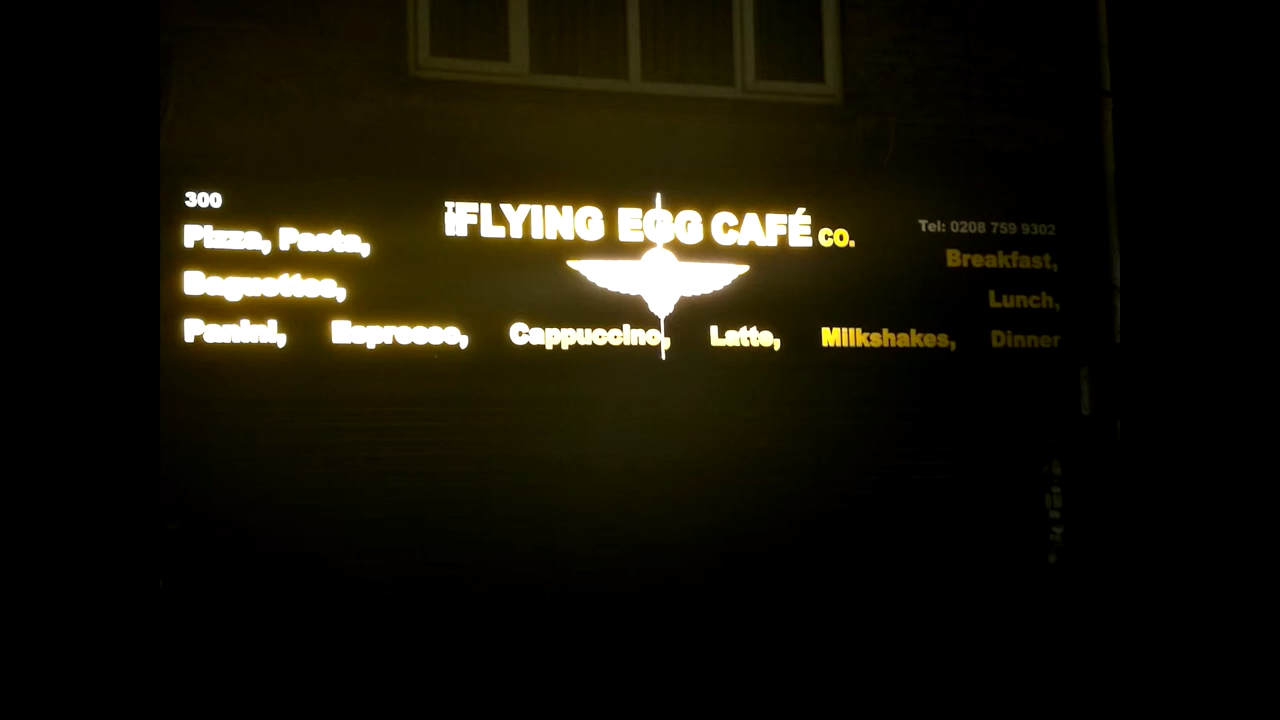 300
THE FLYING EGG CAFÉ CO.
Tel: 0208 759 9302
Pizza, Pasta,
Breakfast,
Baguettes,
Lunch,
Panini, Espresso, Cappuccino, Latte, Milkshakes, Dinner